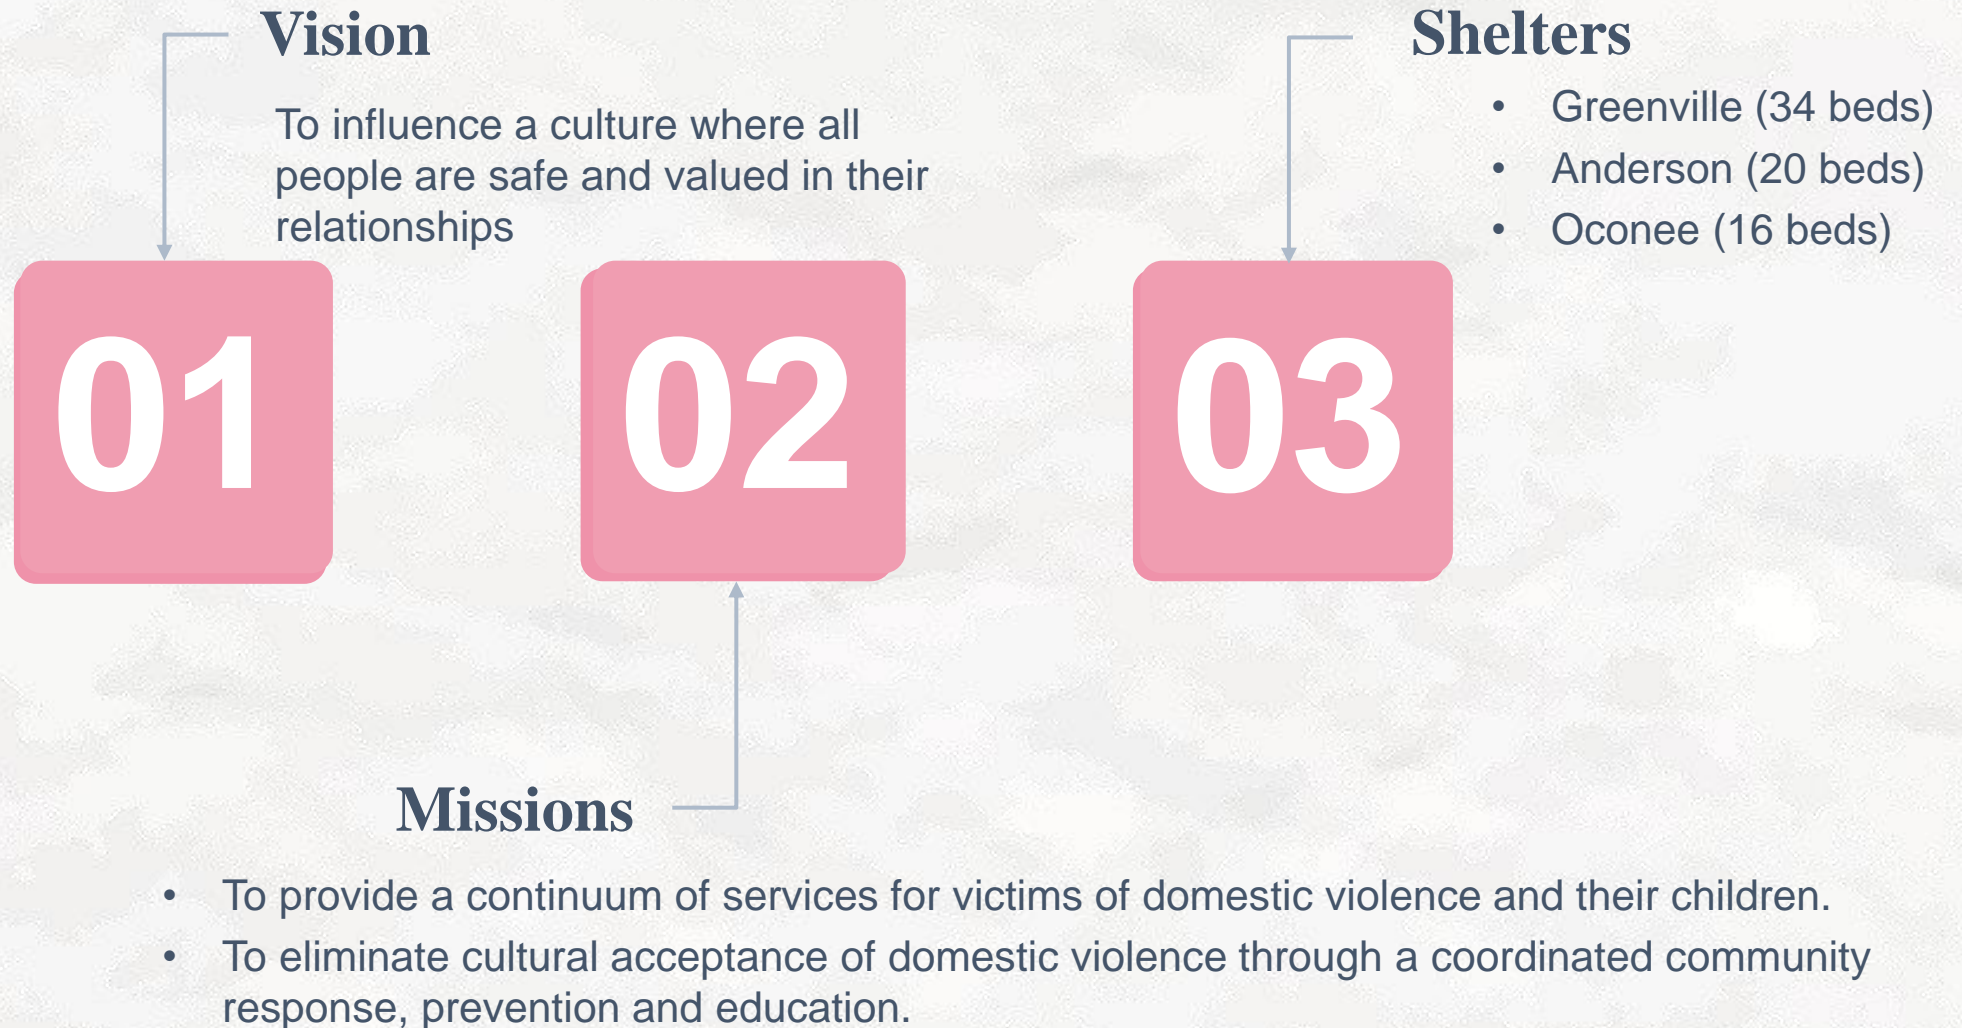 Vision
To influence a culture where all
people are safe and valued in their
relationships
Shelters
• Greenville (34 beds)
• Anderson (20 beds)
• Oconee (16 beds)
01
02
03
Missions
• To provide a continuum of services for victims of domestic violence and their children.
• To eliminate cultural acceptance of domestic violence through a coordinated community
response, prevention and education.